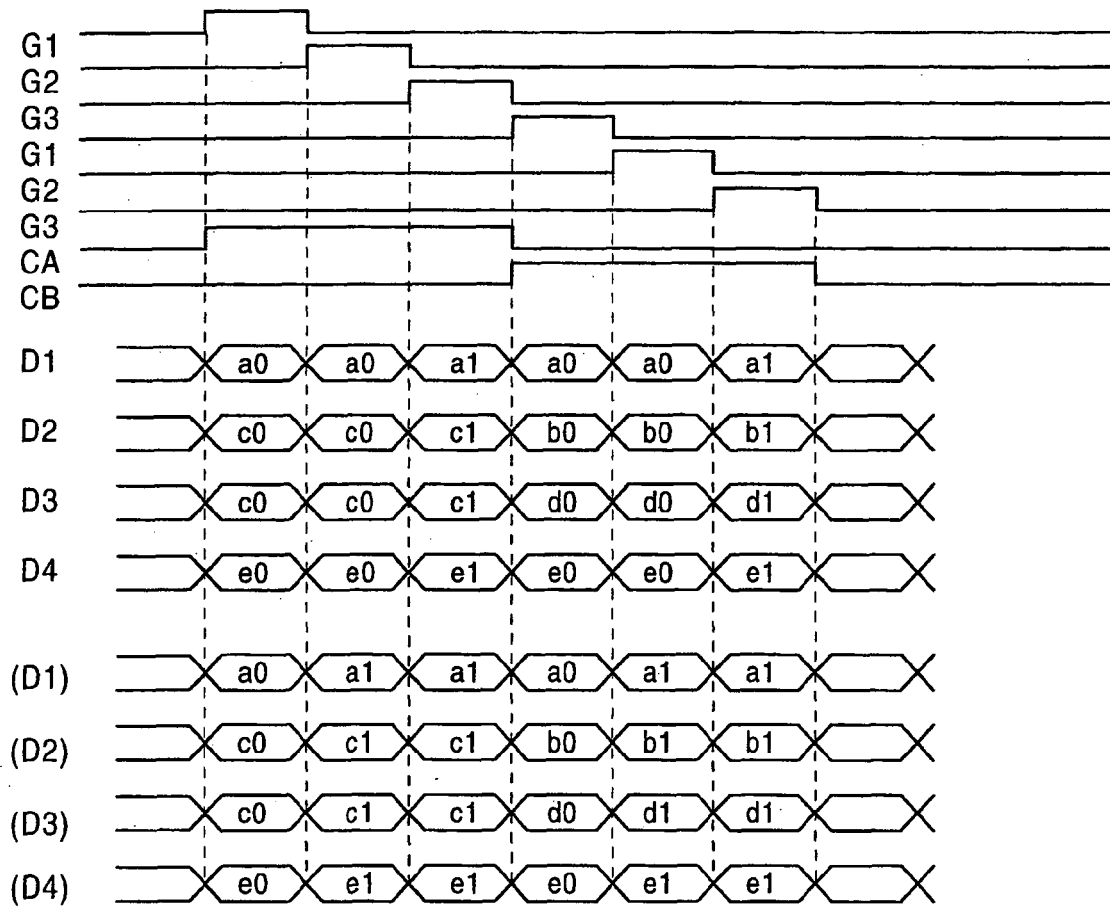 G1
G2
G3
G1
G2
G3
CA
CB
D1 a0 a0 a1 a0 a0 a1
D2 c0 c0 c1 b0 b0 b1
D3 c0 c0 c1 d0 d0 d1
D4 e0 e0 e1 e0 e0 e1
(D1) a0 a1 a1 a0 a1 a1
(D2) c0 c1 c1 b0 b1 b1
(D3) c0 c1 c1 d0 d1 d1
(D4) e0 e1 e1 e0 e1 e1